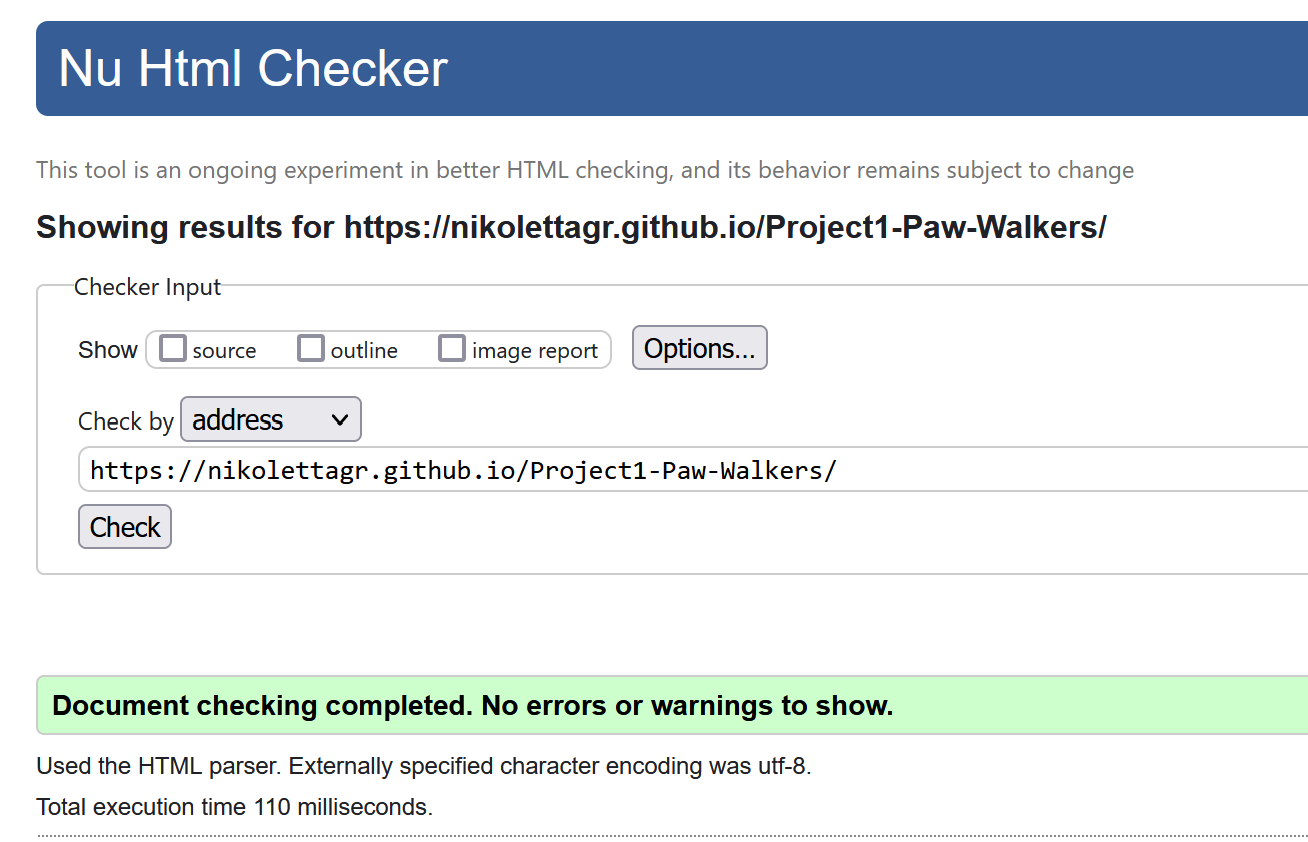 Nu Html Checker
This tool is an ongoing experiment in better HTML checking, and its behavior remains subject to change
Showing results for https://nikolettagr.github.io/Project1-Paw-Walkers/
Checker Input
Show source outline image report Options...
Check by address
https://nikolettagr.github.io/Project1-Paw-Walkers/
Check
Document checking completed. No errors or warnings to show.
Used the HTML parser. Externally specified character encoding was utf-8.
Total execution time 110 milliseconds.